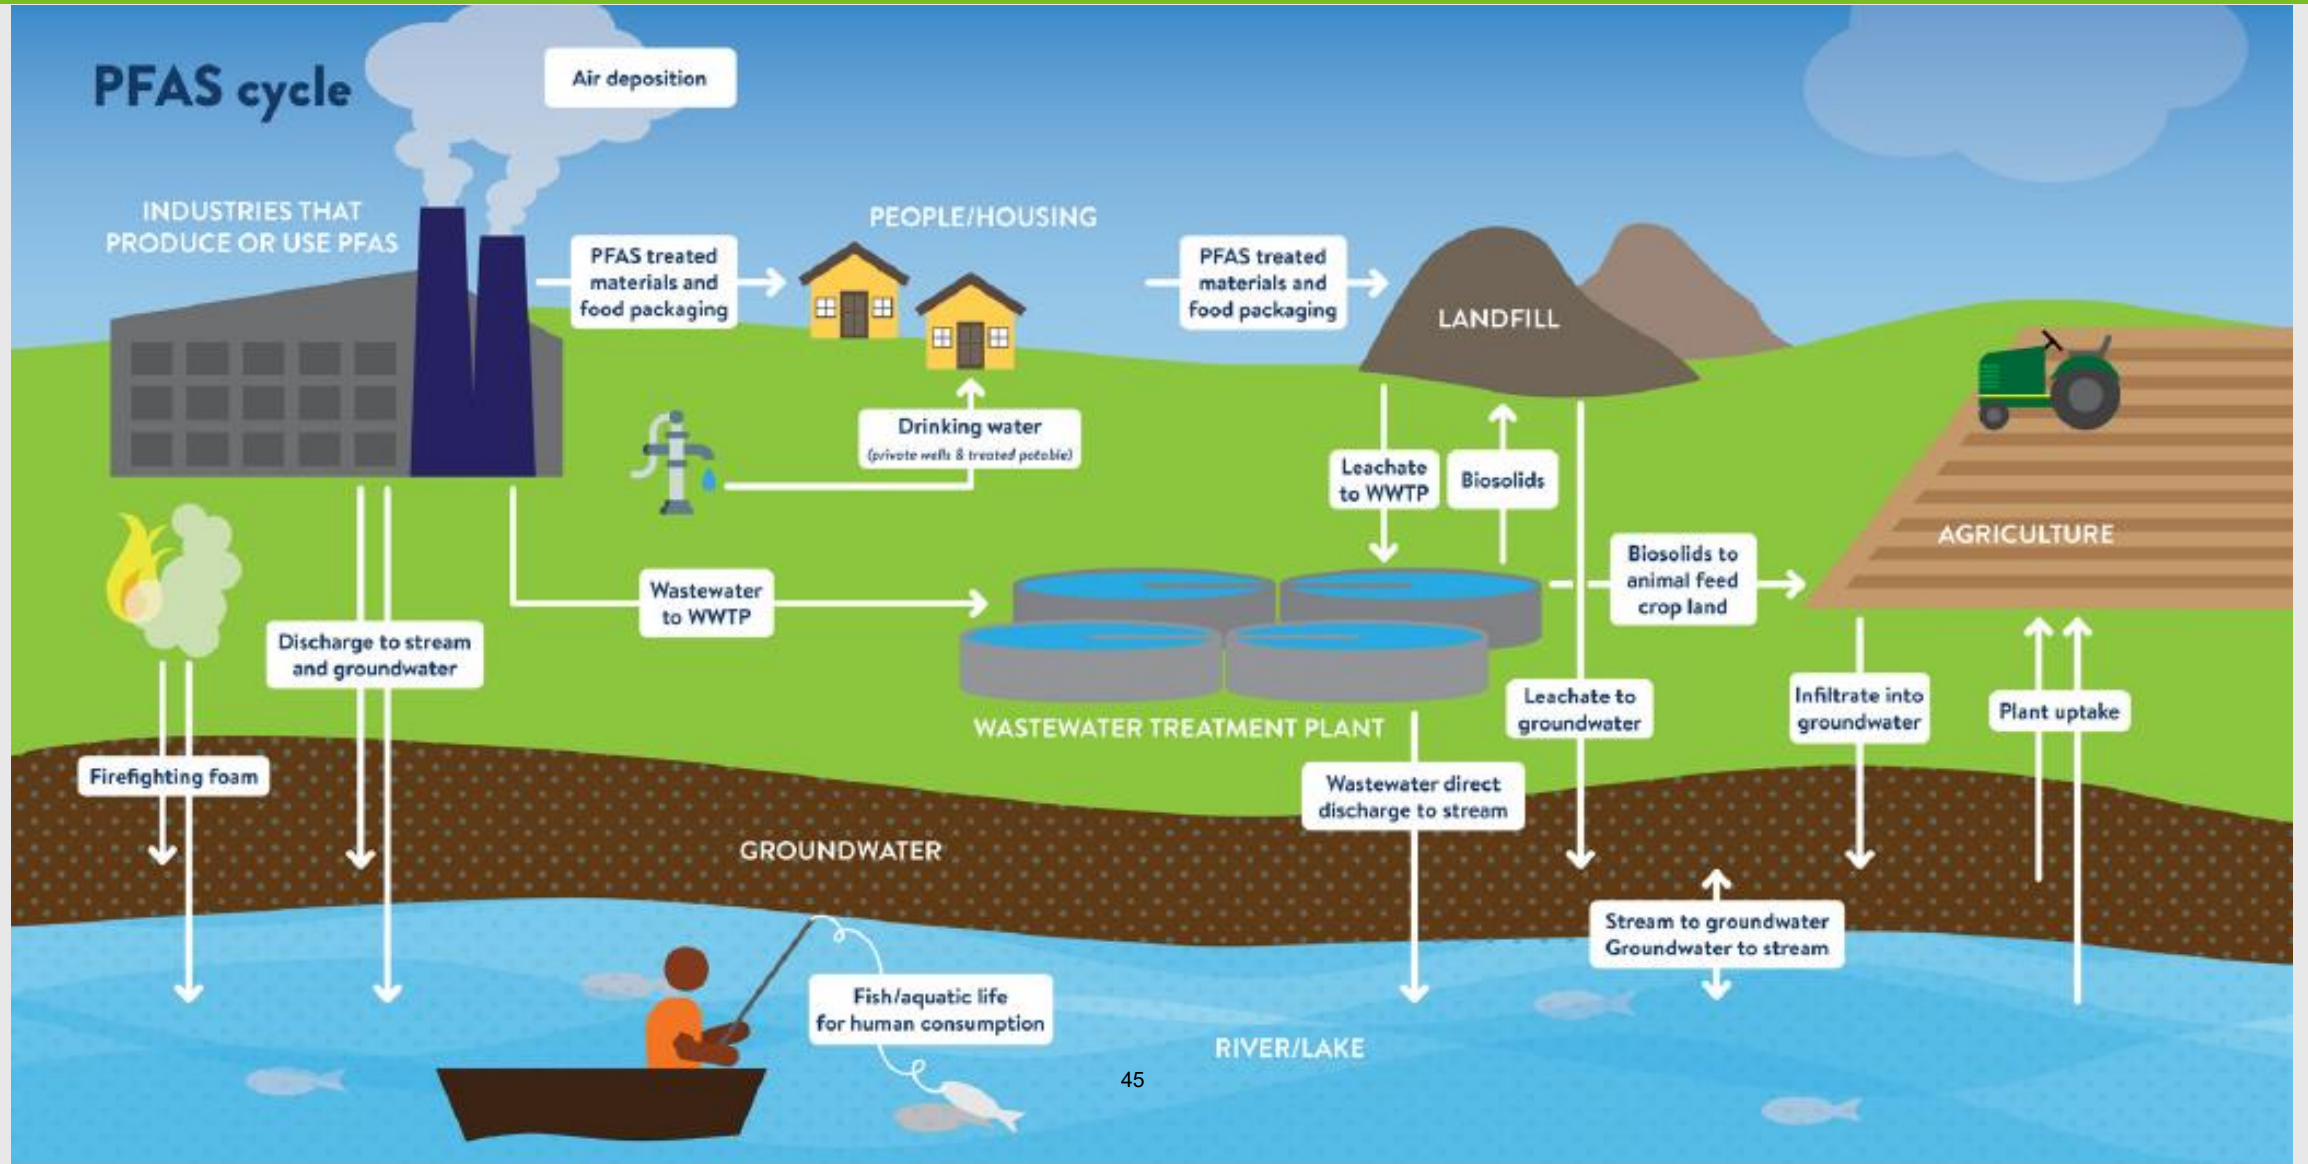 PFAS cycle
Air deposition
INDUSTRIES THAT
PRODUCE OR USE PFAS
PFAS treated
materials and
food packaging
PEOPLE/HOUSING
PFAS treated
materials and
food packaging
LANDFILL
Drinking water
(private wells & treated potable)
Leachate
to WWTP
Biosolids
AGRICULTURE
Biosolids to
animal feed
crop land
Wastewater
to WWTP
Discharge to stream
and groundwater
Leachate to
groundwater
Infiltrate into
groundwater
Plant uptake
WASTEWATER TREATMENT PLANT
Firefighting foam
Wastewater direct
discharge to stream
GROUNDWATER
Stream to groundwater
Groundwater to stream
Fish/aquatic life
for human consumption
RIVER/LAKE
45